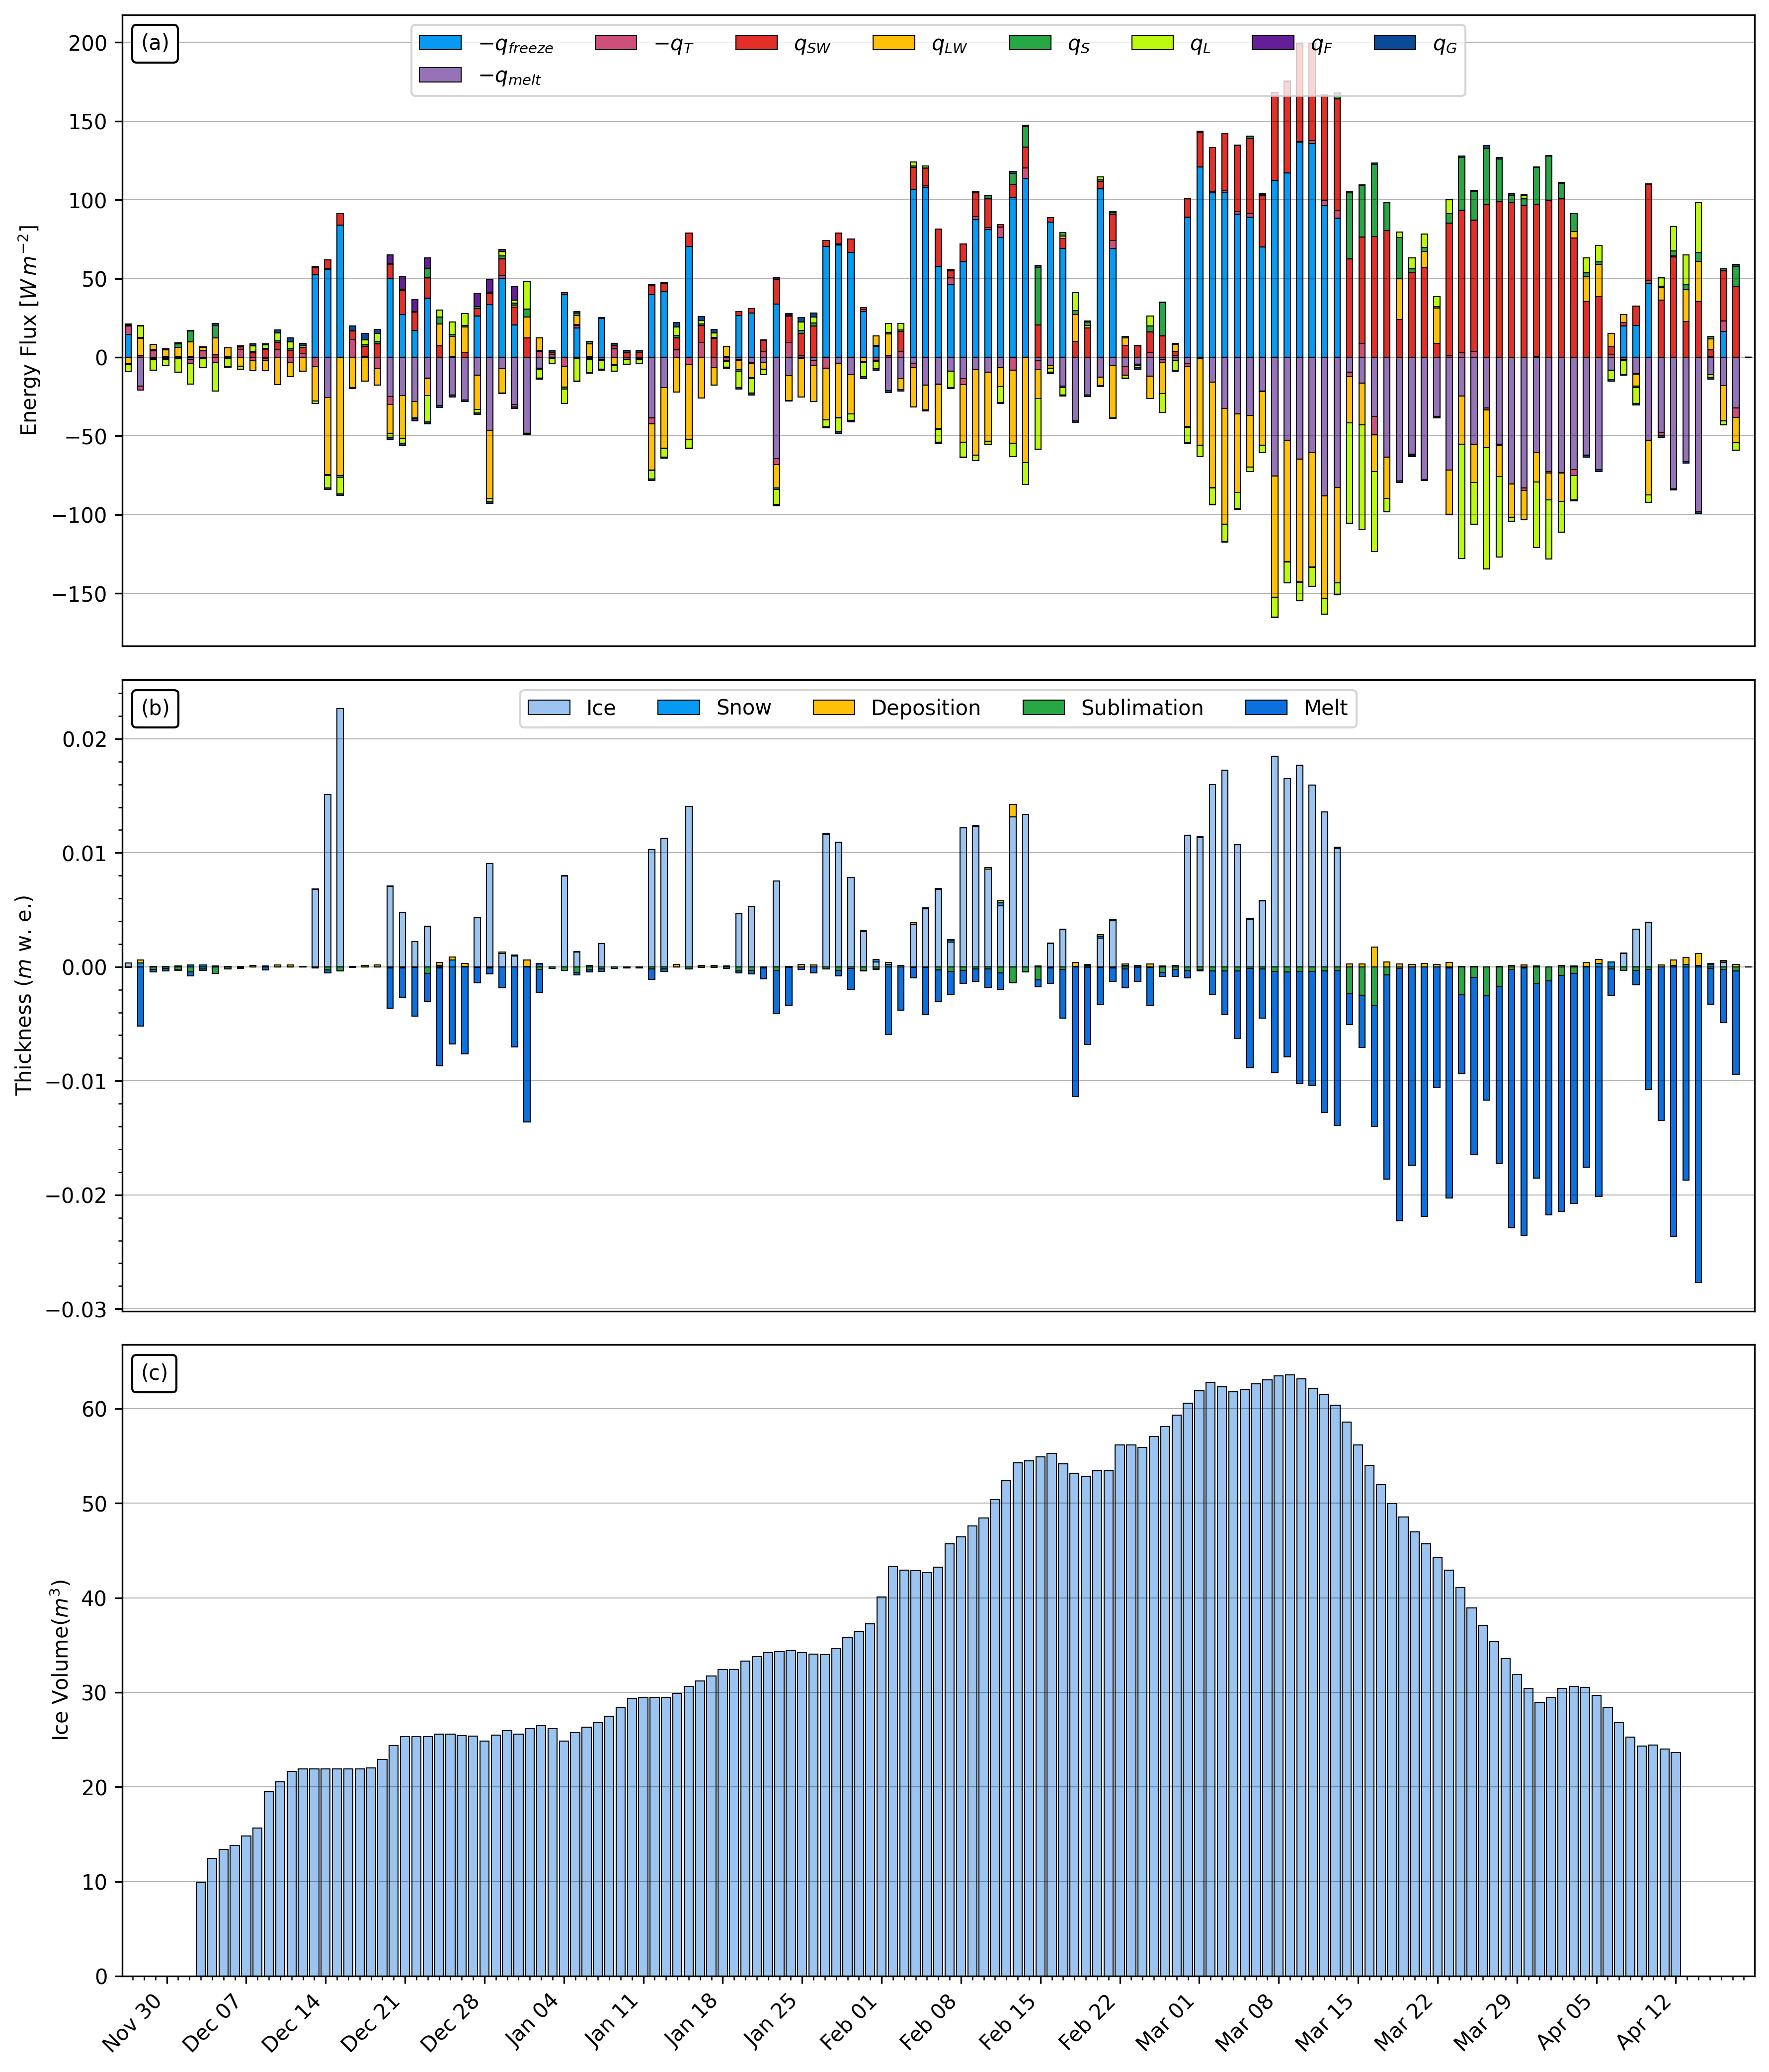 (a)
−q_freeze −q_T q_SW q_LW q_S q_L q_F q_G
−q_melt
Energy Flux [W m⁻²]
200
150
100
50
0
−50
−100
−150
(b)
Ice Snow Deposition Sublimation Melt
Thickness (m w. e.)
0.02
0.01
0.00
−0.01
−0.02
−0.03
(c)
Ice Volume(m³)
60
50
40
30
20
10
0
Nov 30 Dec 07 Dec 14 Dec 21 Dec 28 Jan 04 Jan 11 Jan 18 Jan 25 Feb 01 Feb 08 Feb 15 Feb 22 Mar 01 Mar 08 Mar 15 Mar 22 Mar 29 Apr 05 Apr 12